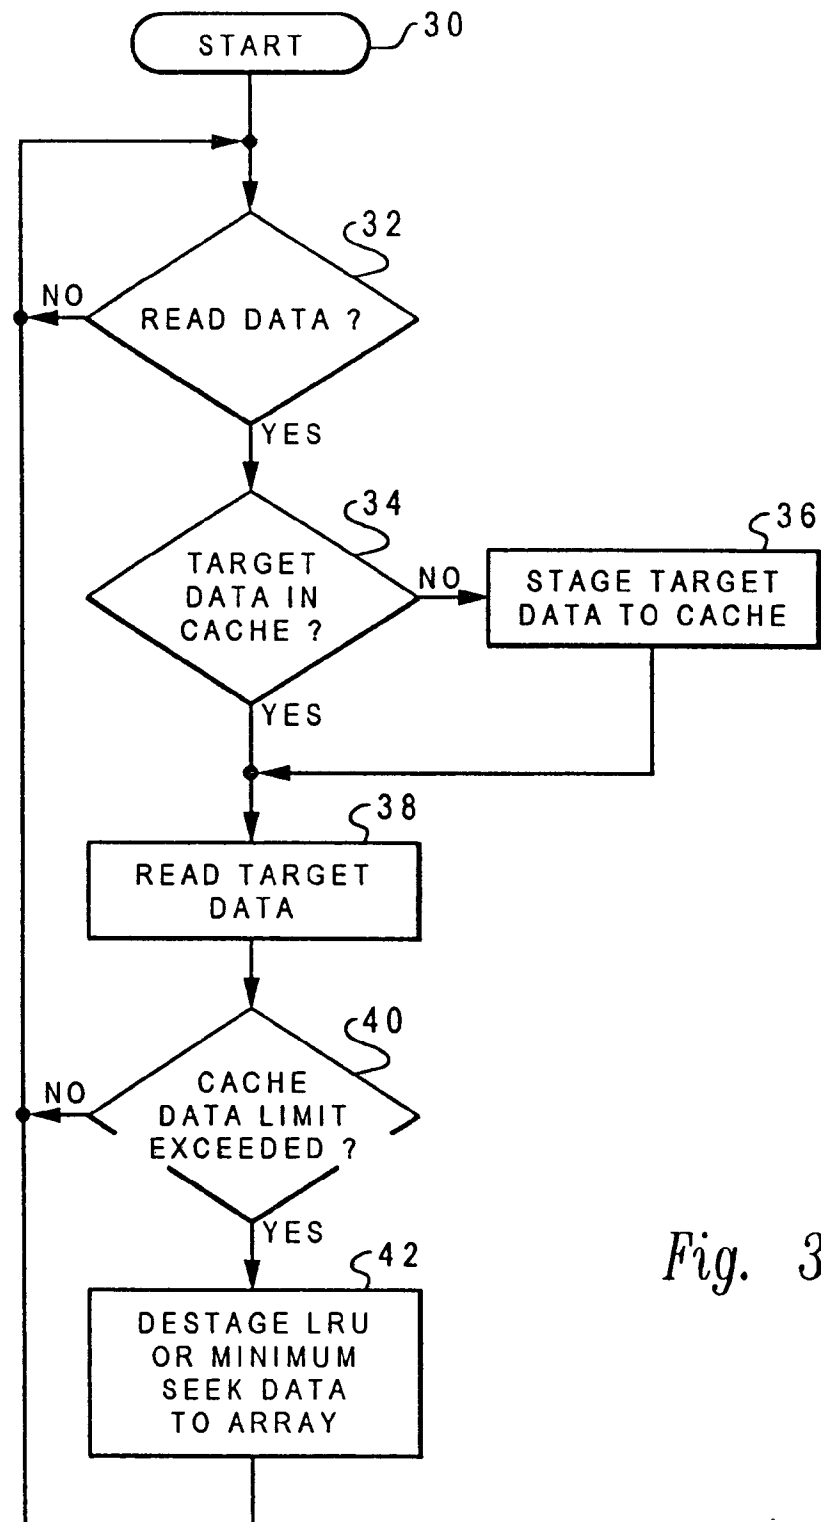 START
30
32
NO
READ DATA ?
YES
34
TARGET
DATA IN
CACHE ?
NO
36
STAGE TARGET
DATA TO CACHE
YES
38
READ TARGET
DATA
40
NO
CACHE
DATA LIMIT
EXCEEDED ?
YES
Fig. 3
42
DESTAGE LRU
OR MINIMUM
SEEK DATA
TO ARRAY